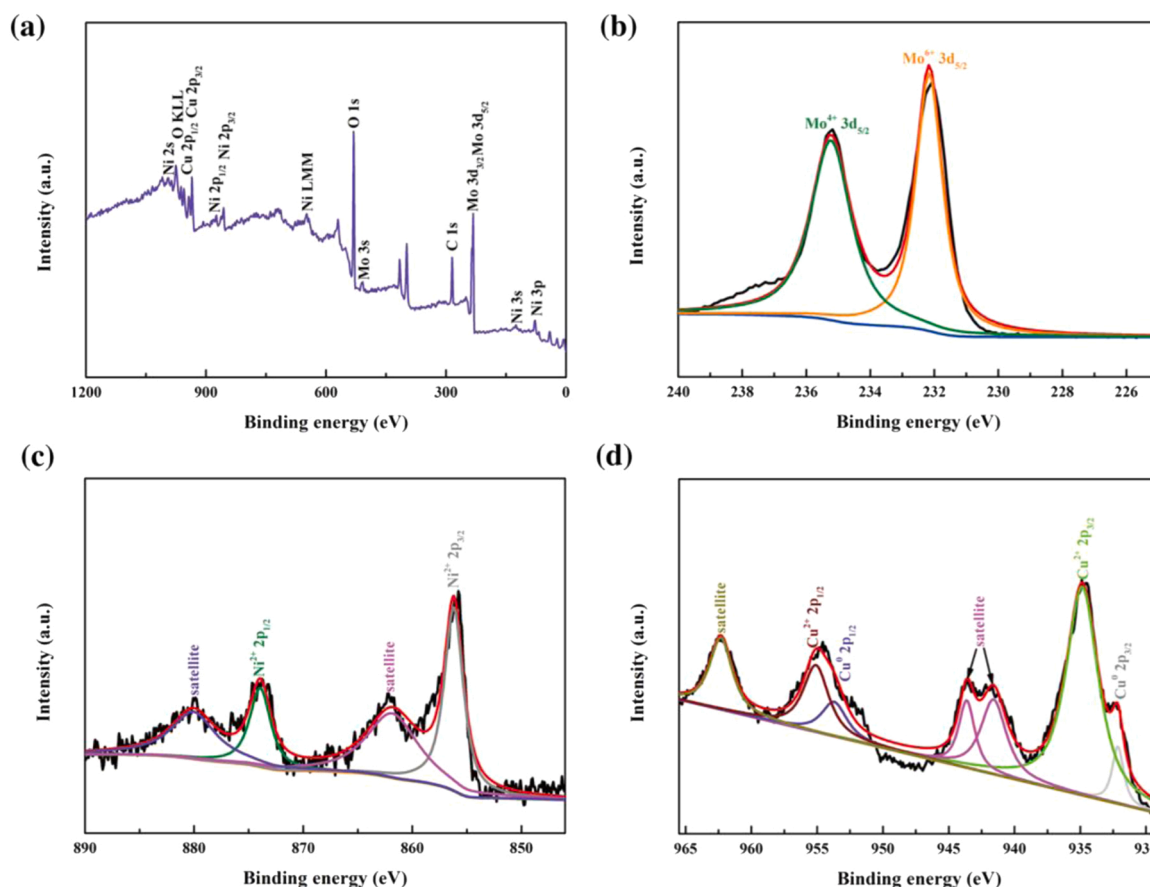 (a)
Intensity (a.u.)
Ni 2s
O KLL
Cu 2p1/2 Cu 2p3/2
Ni 2p1/2 Ni 2p3/2
Ni LMM
O 1s
Mo 3s
C 1s
Mo 3d3/2 Mo 3d5/2
Ni 3s
Ni 3p
1200 900 600 300 0
Binding energy (eV)
(b)
Intensity (a.u.)
Mo⁴⁺ 3d5/2
Mo⁶⁺ 3d5/2
240 238 236 234 232 230 228 226
Binding energy (eV)
(c)
Intensity (a.u.)
satellite
Ni²⁺ 2p1/2
satellite
Ni²⁺ 2p3/2
890 880 870 860 850
Binding energy (eV)
(d)
Intensity (a.u.)
satellite
Cu²⁺ 2p1/2
Cu⁰ 2p1/2
satellite
Cu²⁺ 2p3/2
Cu⁰ 2p3/2
965 960 955 950 945 940 935 930
Binding energy (eV)